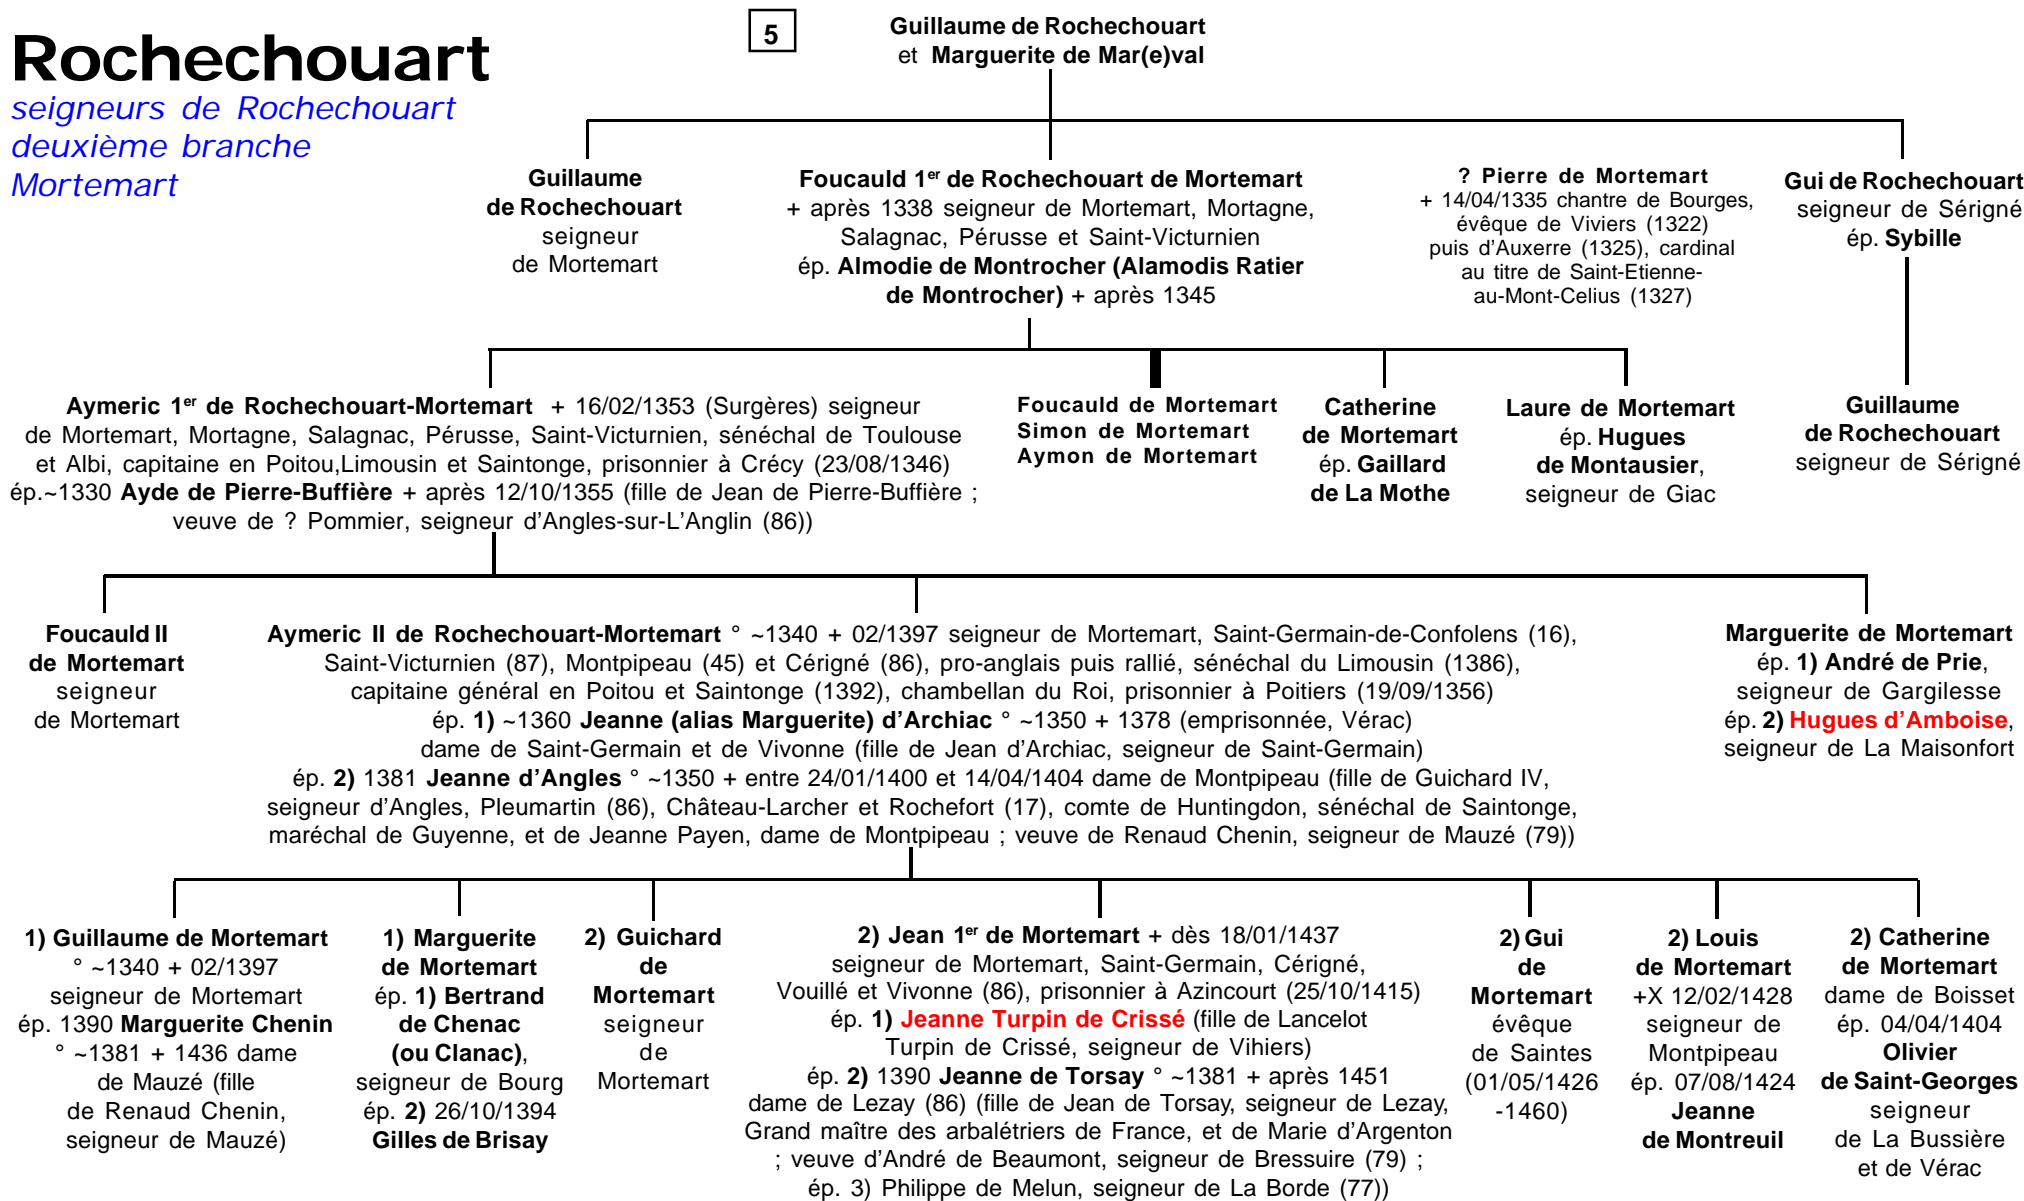 Rochechouart
seigneurs de Rochechouart
deuxième branche
Mortemart
5
Guillaume de Rochechouart
et Marguerite de Mar(e)val
Guillaume
de Rochechouart
seigneur
de Mortemart
Foucauld 1er de Rochechouart de Mortemart
+ après 1338 seigneur de Mortemart, Mortagne,
Salagnac, Pérusse et Saint-Victurnien
ép. Almodie de Montrocher (Alamodis Ratier
de Montrocher) + après 1345
? Pierre de Mortemart
+ 14/04/1335 chantre de Bourges,
évêque de Viviers (1322)
puis d'Auxerre (1325), cardinal
au titre de Saint-Etienne-
au-Mont-Celius (1327)
Gui de Rochechouart
seigneur de Sérigné
ép. Sybille
Aymeric 1er de Rochechouart-Mortemart + 16/02/1353 (Surgères) seigneur
de Mortemart, Mortagne, Salagnac, Pérusse, Saint-Victurnien, sénéchal de Toulouse
et Albi, capitaine en Poitou,Limousin et Saintonge, prisonnier à Crécy (23/08/1346)
ép.~1330 Ayde de Pierre-Buffière + après 12/10/1355 (fille de Jean de Pierre-Buffière ;
veuve de ? Pommier, seigneur d'Angles-sur-L'Anglin (86))
Foucauld de Mortemart
Simon de Mortemart
Aymon de Mortemart
Catherine
de Mortemart
ép. Gaillard
de La Mothe
Laure de Mortemart
ép. Hugues
de Montausier,
seigneur de Giac
Guillaume
de Rochechouart
seigneur de Sérigné
Foucauld II
de Mortemart
seigneur
de Mortemart
Aymeric II de Rochechouart-Mortemart ° ~1340 + 02/1397 seigneur de Mortemart, Saint-Germain-de-Confolens (16),
Saint-Victurnien (87), Montpipeau (45) et Cérigné (86), pro-anglais puis rallié, sénéchal du Limousin (1386),
capitaine général en Poitou et Saintonge (1392), chambellan du Roi, prisonnier à Poitiers (19/09/1356)
ép. 1) ~1360 Jeanne (alias Marguerite) d'Archiac ° ~1350 + 1378 (emprisonnée, Vérac)
dame de Saint-Germain et de Vivonne (fille de Jean d'Archiac, seigneur de Saint-Germain)
ép. 2) 1381 Jeanne d'Angles ° ~1350 + entre 24/01/1400 et 14/04/1404 dame de Montpipeau (fille de Guichard IV,
seigneur d'Angles, Pleumartin (86), Château-Larcher et Rochefort (17), comte de Huntingdon, sénéchal de Saintonge,
maréchal de Guyenne, et de Jeanne Payen, dame de Montpipeau ; veuve de Renaud Chenin, seigneur de Mauzé (79))
Marguerite de Mortemart
ép. 1) André de Prie,
seigneur de Gargilesse
ép. 2) Hugues d'Amboise,
seigneur de La Maisonfort
1) Guillaume de Mortemart
° ~1340 + 02/1397
seigneur de Mortemart
ép. 1390 Marguerite Chenin
° ~1381 + 1436 dame
de Mauzé (fille
de Renaud Chenin,
seigneur de Mauzé)
1) Marguerite
de Mortemart
ép. 1) Bertrand
de Chenac
(ou Clanac),
seigneur de Bourg
ép. 2) 26/10/1394
Gilles de Brisay
2) Guichard
de
Mortemart
seigneur
de
Mortemart
2) Jean 1er de Mortemart + dès 18/01/1437
seigneur de Mortemart, Saint-Germain, Cérigné,
Vouillé et Vivonne (86), prisonnier à Azincourt (25/10/1415)
ép. 1) Jeanne Turpin de Crissé (fille de Lancelot
Turpin de Crissé, seigneur de Vihiers)
ép. 2) 1390 Jeanne de Torsay ° ~1381 + après 1451
dame de Lezay (86) (fille de Jean de Torsay, seigneur de Lezay,
Grand maître des arbalétriers de France, et de Marie d'Argenton
; veuve d'André de Beaumont, seigneur de Bressuire (79) ;
ép. 3) Philippe de Melun, seigneur de La Borde (77))
2) Gui
de
Mortemart
évêque
de Saintes
(01/05/1426
-1460)
2) Louis
de Mortemart
+X 12/02/1428
seigneur de
Montpipeau
ép. 07/08/1424
Jeanne
de Montreuil
2) Catherine
de Mortemart
dame de Boisset
ép. 04/04/1404
Olivier
de Saint-Georges
seigneur
de La Bussière
et de Vérac